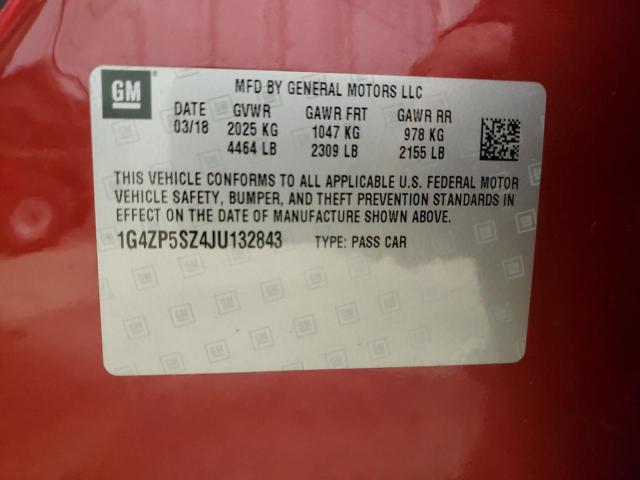 GM
MFD BY GENERAL MOTORS LLC
DATE GVWR GAWR FRT GAWR RR
03/18 2025 KG 1047 KG 978 KG
4464 LB 2309 LB 2155 LB
THIS VEHICLE CONFORMS TO ALL APPLICABLE U.S. FEDERAL MOTOR
VEHICLE SAFETY, BUMPER, AND THEFT PREVENTION STANDARDS IN
EFFECT ON THE DATE OF MANUFACTURE SHOWN ABOVE.
1G4ZP5SZ4JU132843 TYPE: PASS CAR